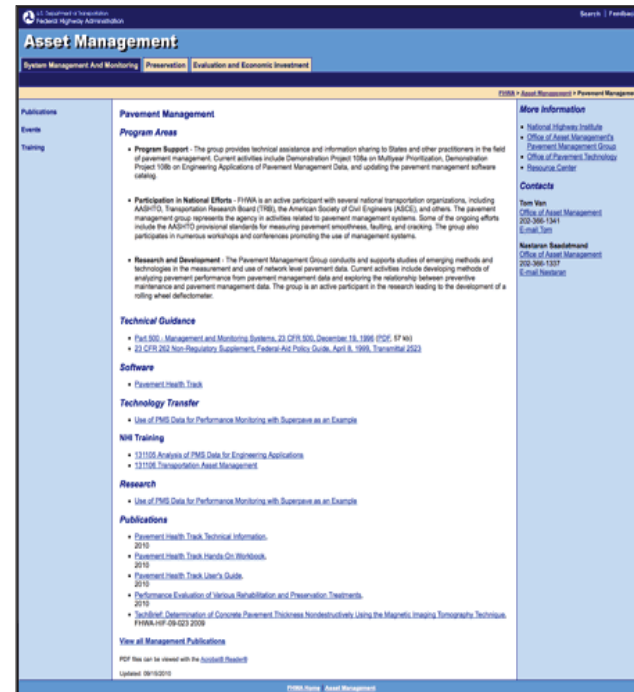 U.S. Department of Transportation
Federal Highway Administration
Search | Feedbac
Asset Management
System Management And Monitoring
Preservation
Evaluation and Economic Investment
FHWA > Asset Management > Pavement Manageme
Publications
Events
Training
Pavement Management
Program Areas
• Program Support - The group provides technical assistance and information sharing to States and other practitioners in the field
of pavement management. Current activities include Demonstration Project 108a on Multiyear Prioritization, Demonstration
Project 108b on Engineering Applications of Pavement Management Data, and updating the pavement management software
catalog.
• Participation in National Efforts - FHWA is an active participant with several national transportation organizations, including
AASHTO, Transportation Research Board (TRB), the American Society of Civil Engineers (ASCE), and others. The pavement
management group represents the agency in activities related to pavement management systems. Some of the ongoing efforts
include the AASHTO provisional standards for measuring pavement smoothness, faulting, and cracking. The group also
participates in numerous workshops and conferences promoting the use of management systems.
• Research and Development - The Pavement Management Group conducts and supports studies of emerging methods and
technologies in the measurement and use of network level pavement data. Current activities include developing methods of
analyzing pavement performance from pavement management data and exploring the relationship between preventive
maintenance and pavement management data. The group is an active participant in the research leading to the development of a
rolling wheel deflectometer.
Technical Guidance
• Part 500 - Management and Monitoring Systems, 23 CFR 500, December 19, 1996 (PDF, 57 kb)
• 23 CFR 262 Non-Regulatory Supplement, Federal-Aid Policy Guide, April 8, 1999, Transmittal 2523
Software
• Pavement Health Track
Technology Transfer
• Use of PMS Data for Performance Monitoring with Superpave as an Example
NHI Training
• 131105 Analysis of PMS Data for Engineering Applications
• 131106 Transportation Asset Management
Research
• Use of PMS Data for Performance Monitoring with Superpave as an Example
Publications
• Pavement Health Track Technical Information,
2010
• Pavement Health Track Hands On Workbook,
2010
• Pavement Health Track User's Guide,
2010
• Performance Evaluation of Various Rehabilitation and Preservation Treatments,
2010
• TechBrief: Determination of Concrete Pavement Thickness Nondestructively Using the Magnetic Imaging Tomography Technique,
FHWA-HIF-09-023 2009
View all Management Publications
PDF files can be viewed with the Acrobat® Reader®
Updated: 09/15/2010
More Information
• National Highway Institute
• Office of Asset Management's
Pavement Management Group
• Office of Pavement Technology
• Resource Center
Contacts
Tom Van
Office of Asset Management
202-366-1341
E-mail Tom
Nastaran Saadatmand
Office of Asset Management
202-366-1337
E-mail Nastaran
FHWA Home | Asset Management